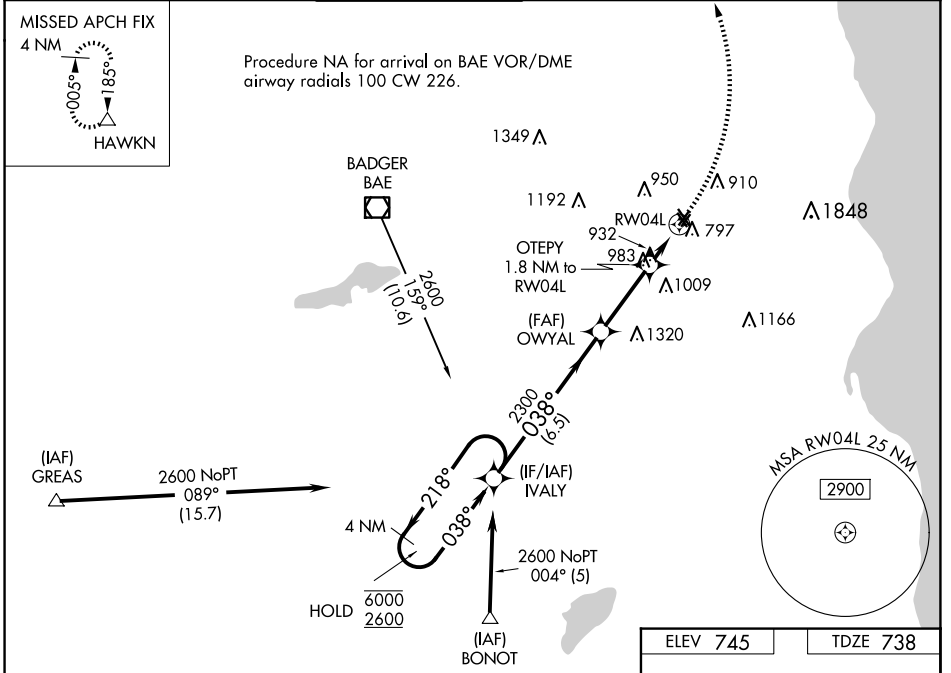 MISSED APCH FIX
4 NM
005°
185°
HAWKN
Procedure NA for arrival on BAE VOR/DME
airway radials 100 CW 226.
1349
BADGER
BAE
1192
950
910
RW04L
797
1848
932
983
OTEPY
1.8 NM to
RW04L
1009
2600
159°
(10.6)
(FAF)
OWYAL
1320
1166
2300
038°
(6.5)
MSA RW04L 25 NM
2900
(IAF)
GREAS
2600 NoPT
089°
(15.7)
218°
038°
(IF/IAF)
IVALY
4 NM
2600 NoPT
004° (5)
HOLD
6000
2600
(IAF)
BONOT
ELEV 745
TDZE 738